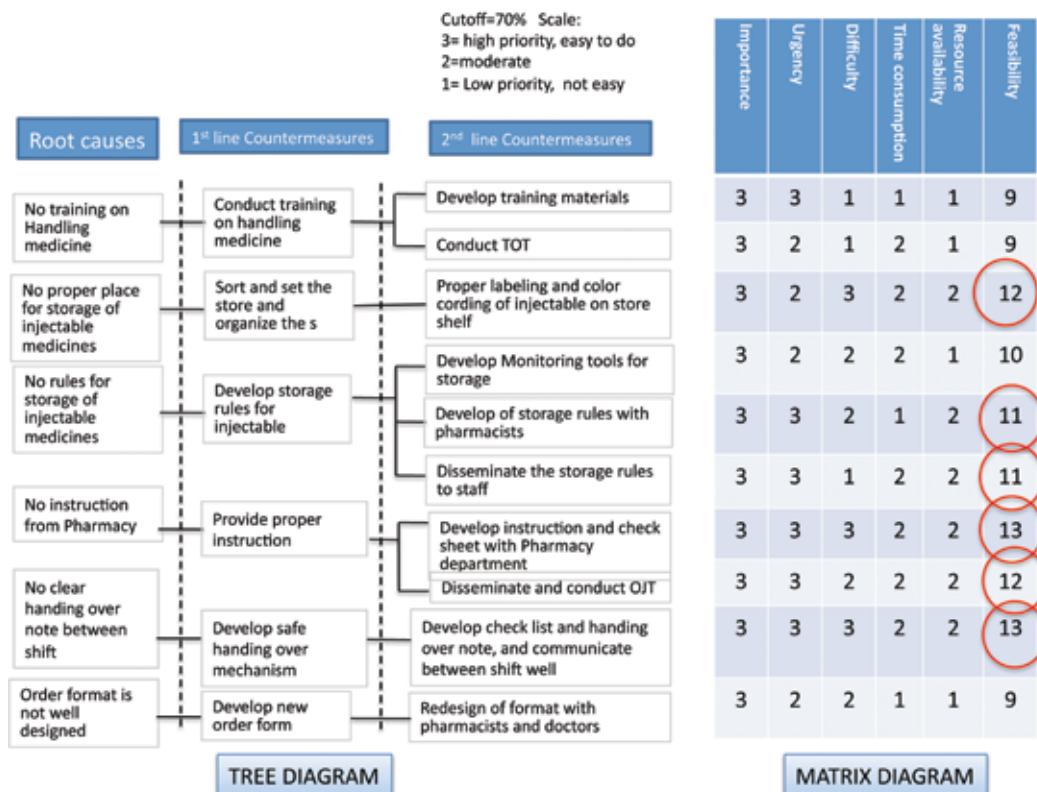 Cutoff=70% Scale:
3= high priority, easy to do
2=moderate
1= Low priority, not easy
Root causes
1st line Countermeasures
2nd line Countermeasures
No training on
Handling
medicine
Conduct training
on handling
medicine
Develop training materials
Conduct TOT
No proper place
for storage of
injectable
medicines
Sort and set the
store and
organize the s
Proper labeling and color
cording of injectable on store
shelf
No rules for
storage of
injectable
medicines
Develop storage
rules for
injectable
Develop Monitoring tools for
storage
Develop of storage rules with
pharmacists
Disseminate the storage rules
to staff
No instruction
from Pharmacy
Provide proper
instruction
Develop instruction and check
sheet with Pharmacy
department
Disseminate and conduct OJT
No clear
handing over
note between
shift
Develop safe
handing over
mechanism
Develop check list and handing
over note, and communicate
between shift well
Order format is
not well
designed
Develop new
order form
Redesign of format with
pharmacists and doctors
TREE DIAGRAM
Importance
Urgency
Difficulty
Time consumption
Resource
availability
Feasibility
3 3 1 1 1 9
3 2 1 2 1 9
3 2 3 2 2 12
3 2 2 2 1 10
3 3 2 1 2 11
3 3 1 2 2 11
3 3 3 2 2 13
3 3 2 2 2 12
3 3 3 2 2 13
3 2 2 1 1 9
MATRIX DIAGRAM